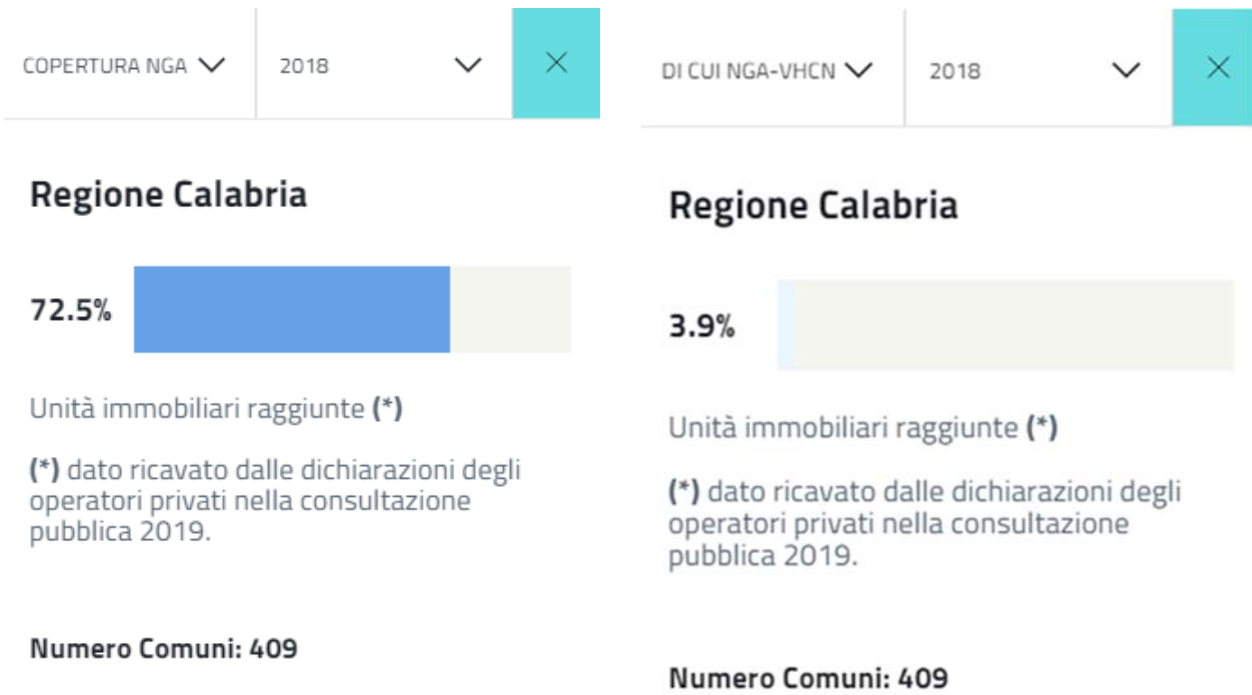 COPERTURA NGA
2018
Regione Calabria
72.5%
Unità immobiliari raggiunte (*)
(*) dato ricavato dalle dichiarazioni degli
operatori privati nella consultazione
pubblica 2019.
Numero Comuni: 409
DI CUI NGA-VHCN
2018
Regione Calabria
3.9%
Unità immobiliari raggiunte (*)
(*) dato ricavato dalle dichiarazioni degli
operatori privati nella consultazione
pubblica 2019.
Numero Comuni: 409